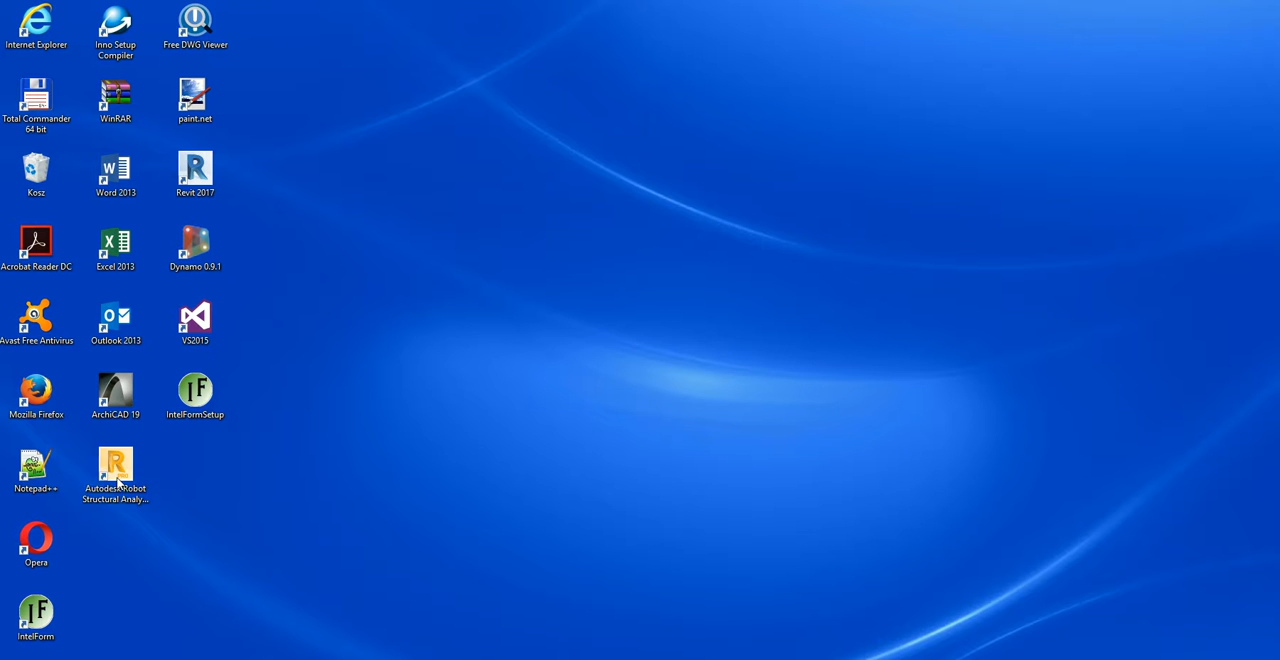 Internet Explorer
Inno Setup
Compiler
Free DWG Viewer
Total Commander
64 bit
WinRAR
paint.net
Kosz
Word 2013
Revit 2017
Acrobat Reader DC
Excel 2013
Dynamo 0.9.1
Avast Free Antivirus
Outlook 2013
VS2015
Mozilla Firefox
ArchiCAD 19
IntelFormSetup
Notepad++
Autodesk Robot
Structural Analy...
Opera
IntelForm